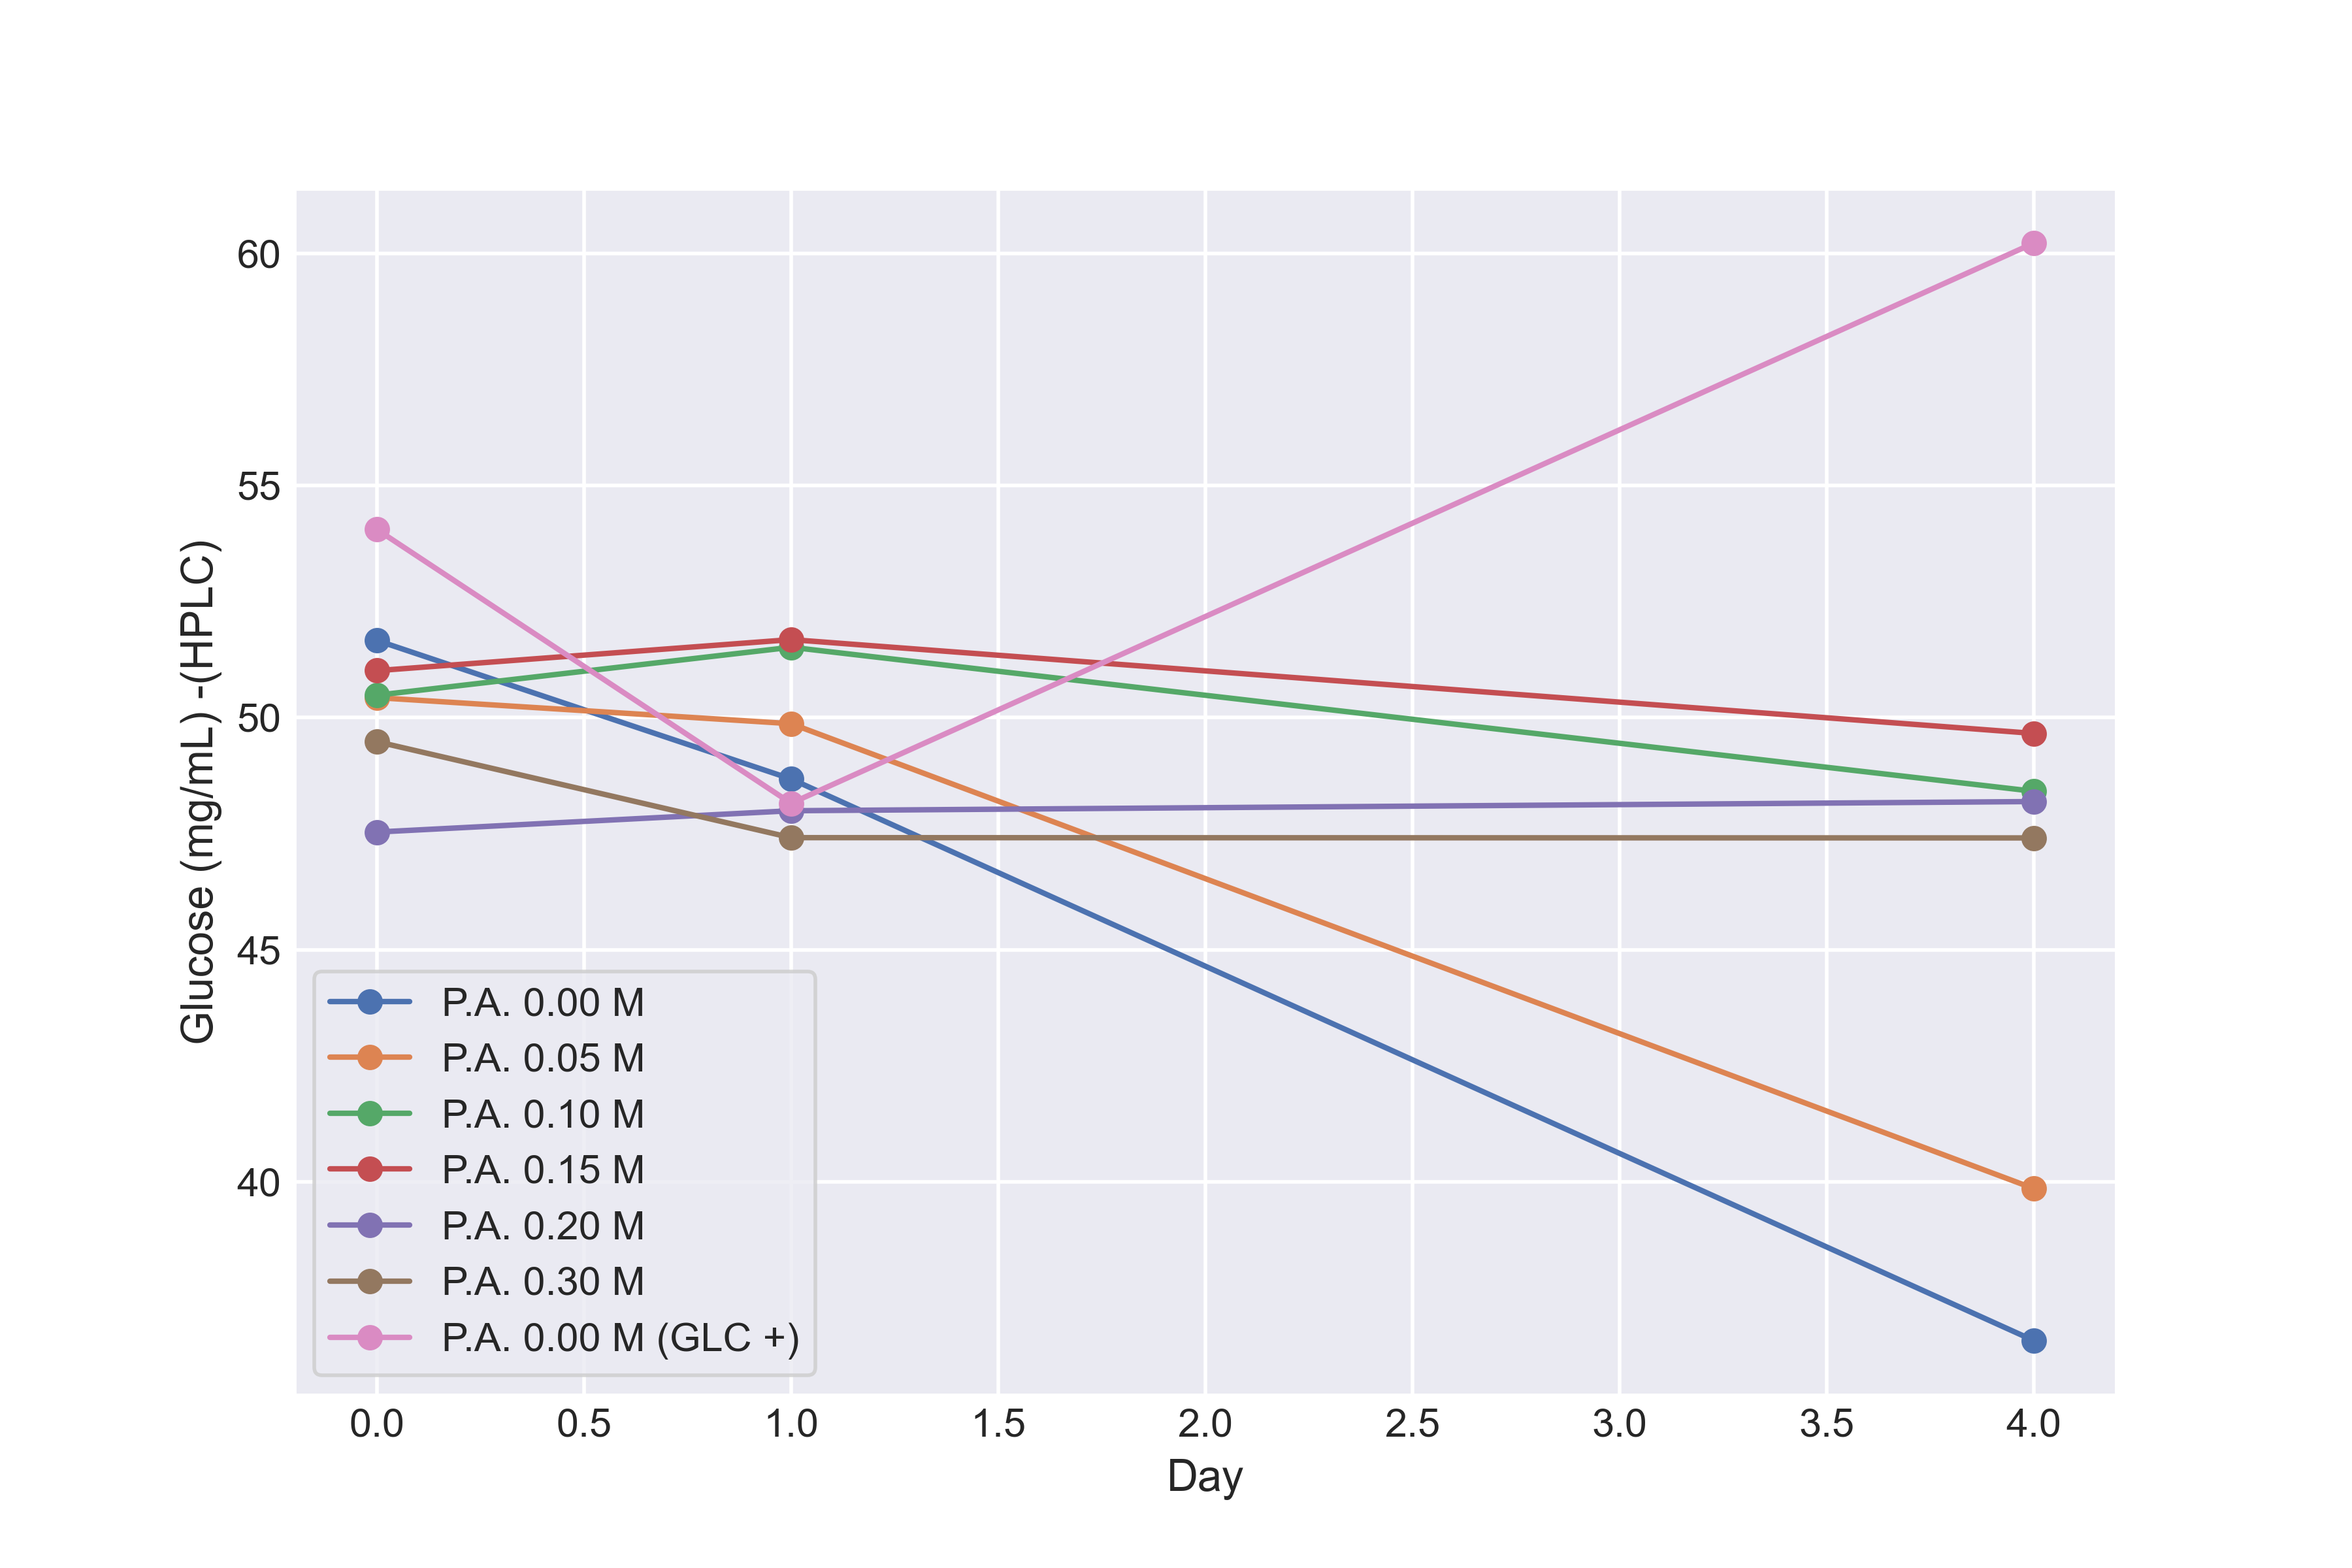 60
55
50
45
40
Glucose (mg/mL) -(HPLC)
P.A. 0.00 M
P.A. 0.05 M
P.A. 0.10 M
P.A. 0.15 M
P.A. 0.20 M
P.A. 0.30 M
P.A. 0.00 M (GLC +)
0.0 0.5 1.0 1.5 2.0 2.5 3.0 3.5 4.0
Day